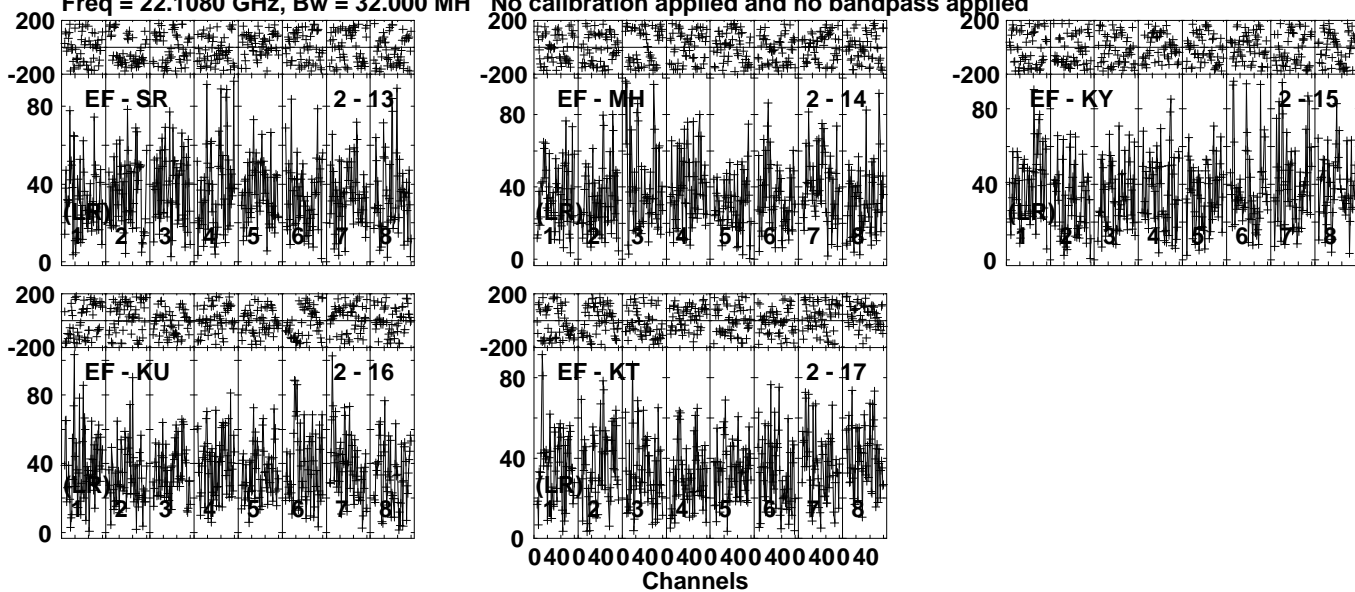 Freq = 22.1080 GHz, Bw = 32.000 MH No calibration applied and no bandpass applied
200
-200
EF - SR 2 - 13
80
40
0
(LR)
1 2 3 4 5 6 7 8
200
-200
EF - MH 2 - 14
80
40
0
(LR)
1 2 3 4 5 6 7 8
200
-200
EF - KY 2 - 15
80
40
0
(LR)
1 2 3 4 5 6 7 8
200
-200
EF - KU 2 - 16
80
40
0
(LR)
1 2 3 4 5 6 7 8
200
-200
EF - KT 2 - 17
80
40
0
(LR)
1 2 3 4 5 6 7 8
0 40 0 40 0 40 0 40 0 40 0 40 0 40 0 40
Channels